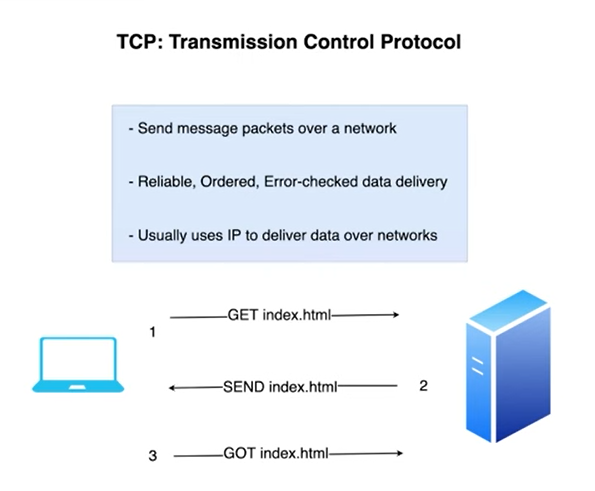 TCP: Transmission Control Protocol
- Send message packets over a network
- Reliable, Ordered, Error-checked data delivery
- Usually uses IP to deliver data over networks
GET index.html
1
SEND index.html
2
3
GOT index.html